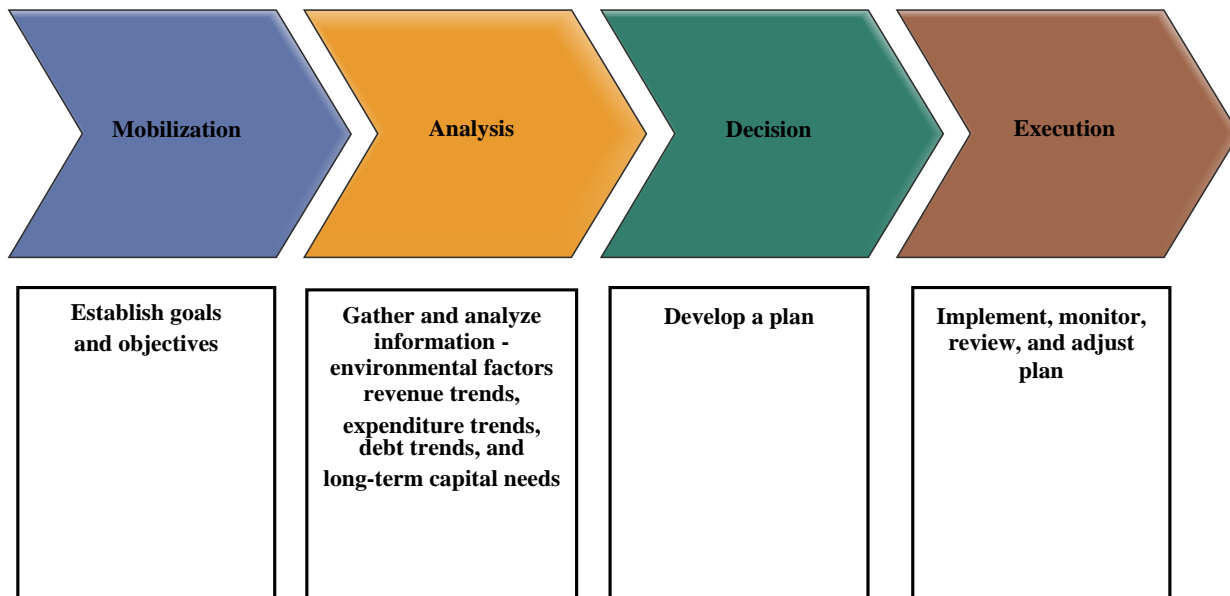 Mobilization
Analysis
Decision
Execution
Establish goals
and objectives
Gather and analyze
information -
environmental factors
revenue trends,
expenditure trends,
debt trends, and
long-term capital needs
Develop a plan
Implement, monitor,
review, and adjust
plan